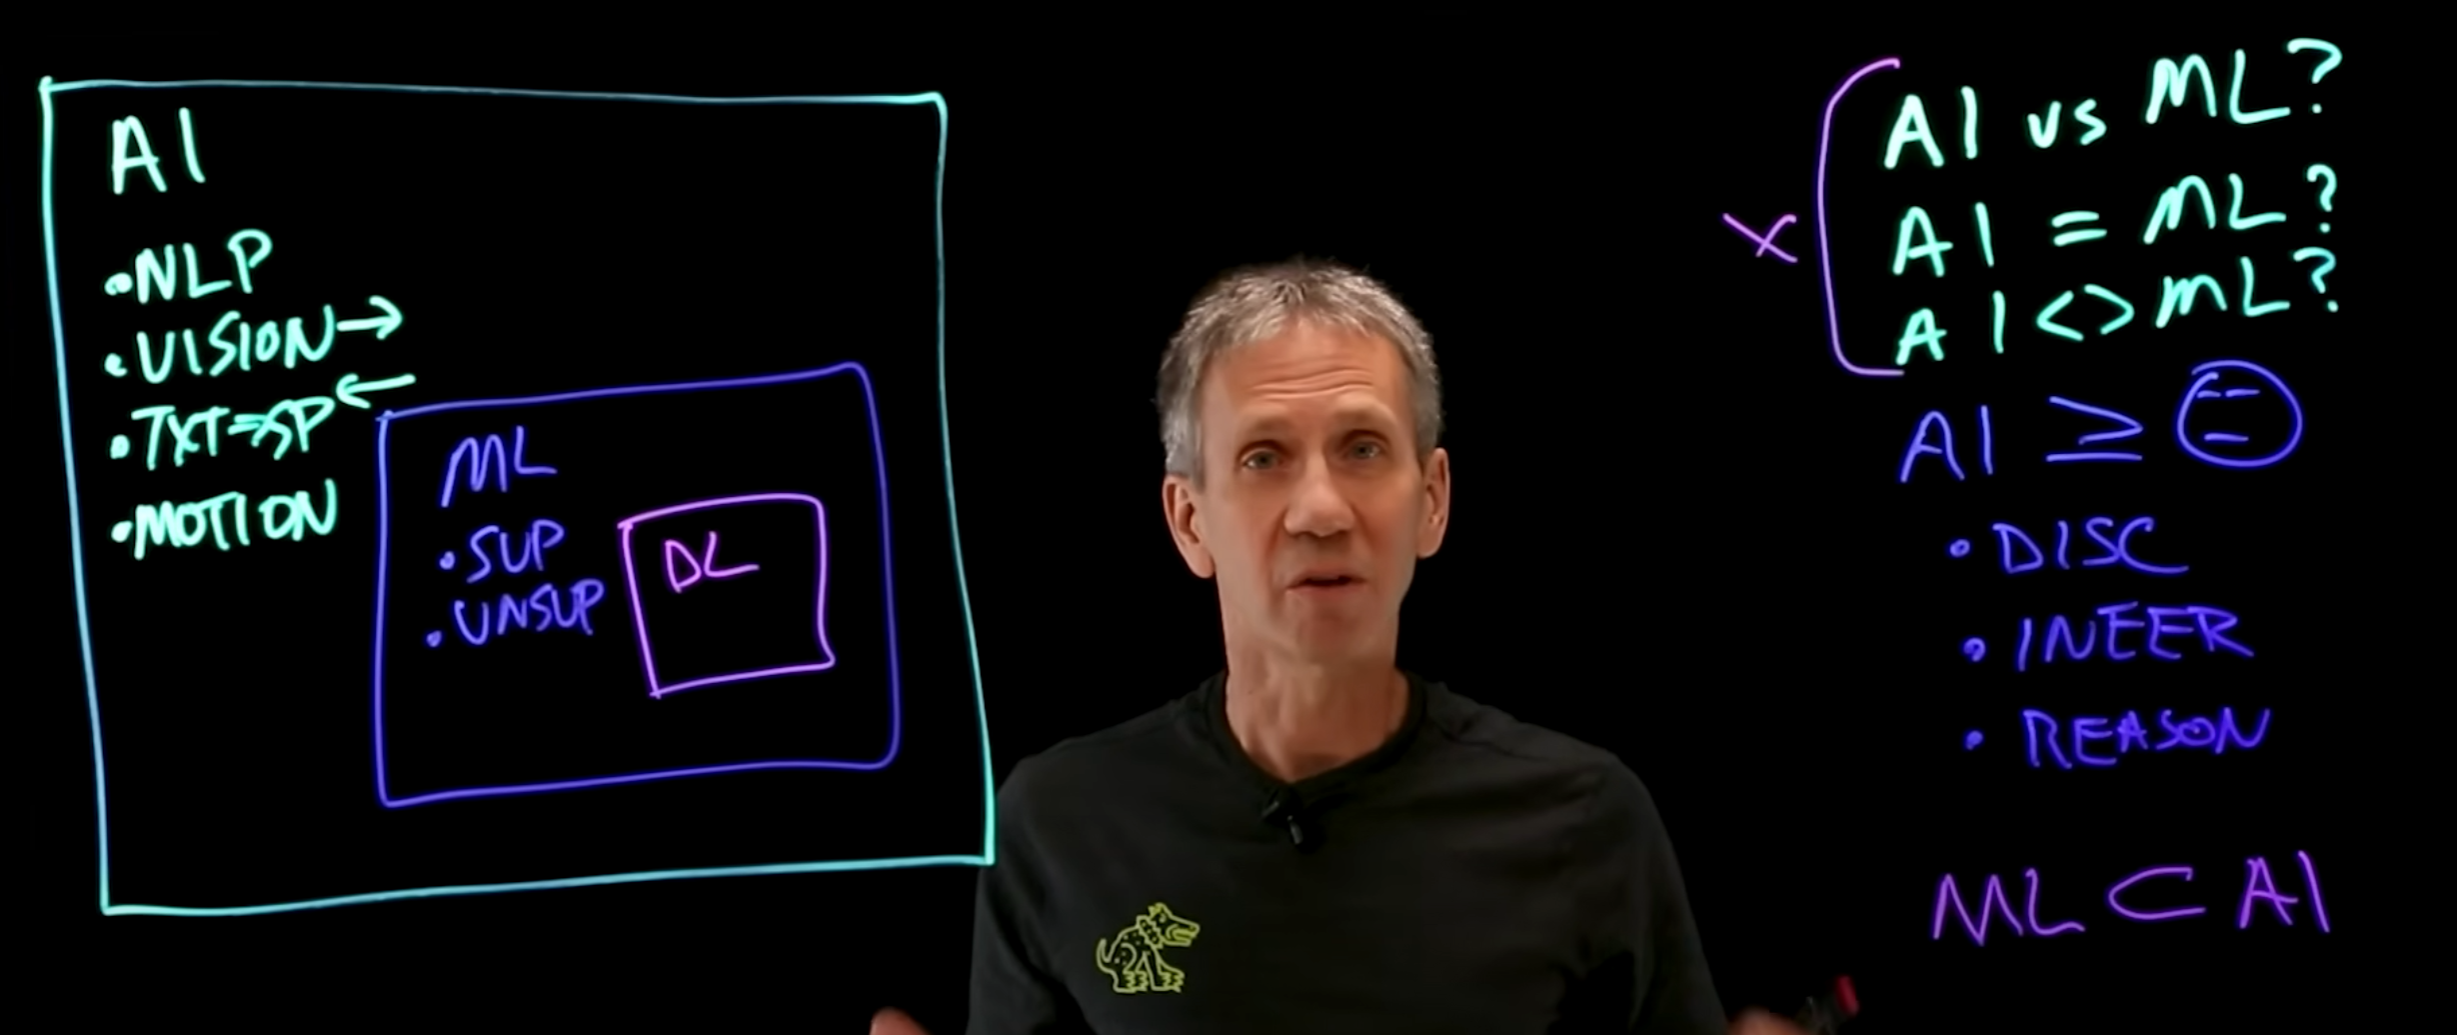 AI
•NLP
•VISION→
•TXT⇒SP←
•MOTION
ML
•SUP
•UNSUP
DL
AI vs ML?
X
AI = ML?
AI <> ML?
AI ≥
• DISC
• INFER
• REASON
ML ⊂ AI